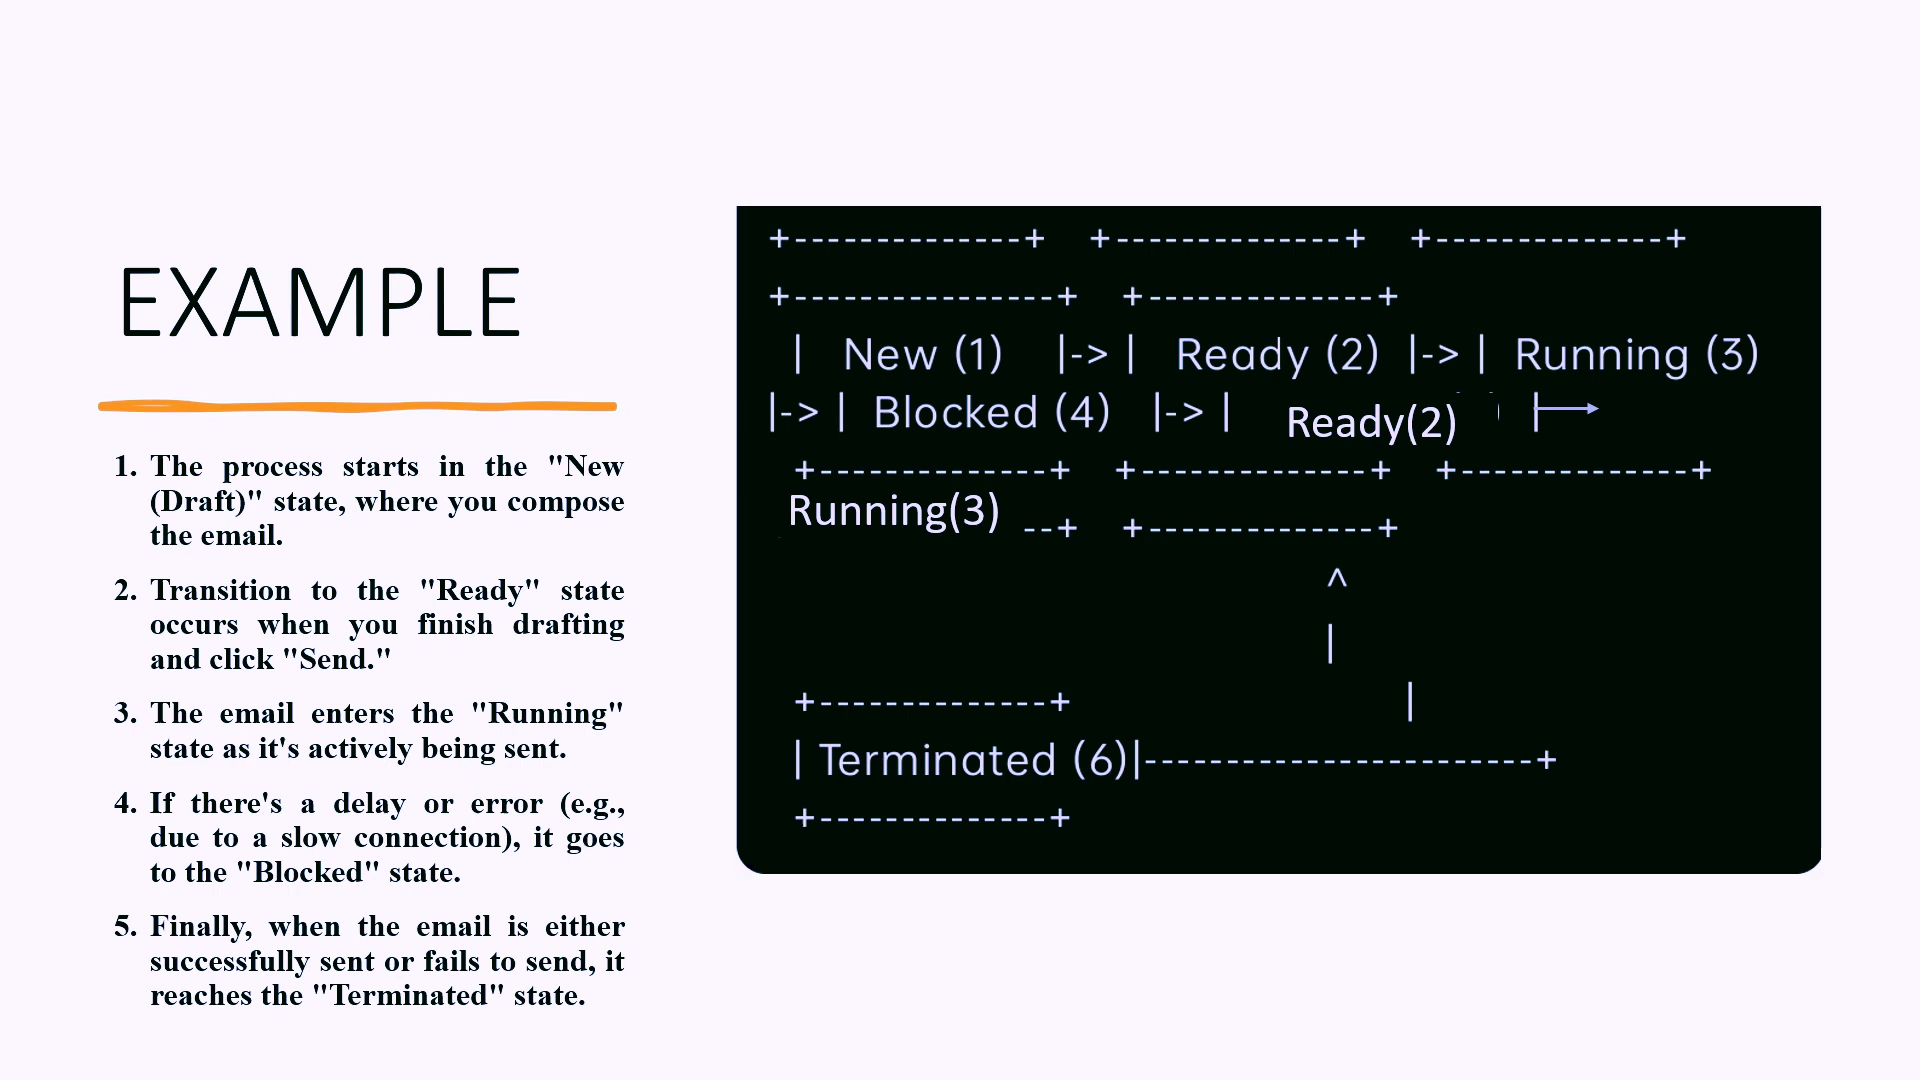 EXAMPLE
1. The process starts in the "New
(Draft)" state, where you compose
the email.
2. Transition to the "Ready" state
occurs when you finish drafting
and click "Send."
3. The email enters the "Running"
state as it's actively being sent.
4. If there's a delay or error (e.g.,
due to a slow connection), it goes
to the "Blocked" state.
5. Finally, when the email is either
successfully sent or fails to send, it
reaches the "Terminated" state.
+--------------+ +--------------+ +--------------+
+----------------+ +--------------+
| New (1) |-> | Ready (2) |-> | Running (3)
|-> | Blocked (4) |-> | Ready(2) |
+--------------+ +--------------+ +--------------+
Running(3) --+ +--------------+
^
|
+--------------+ |
| Terminated (6)|------------------------+
+--------------+